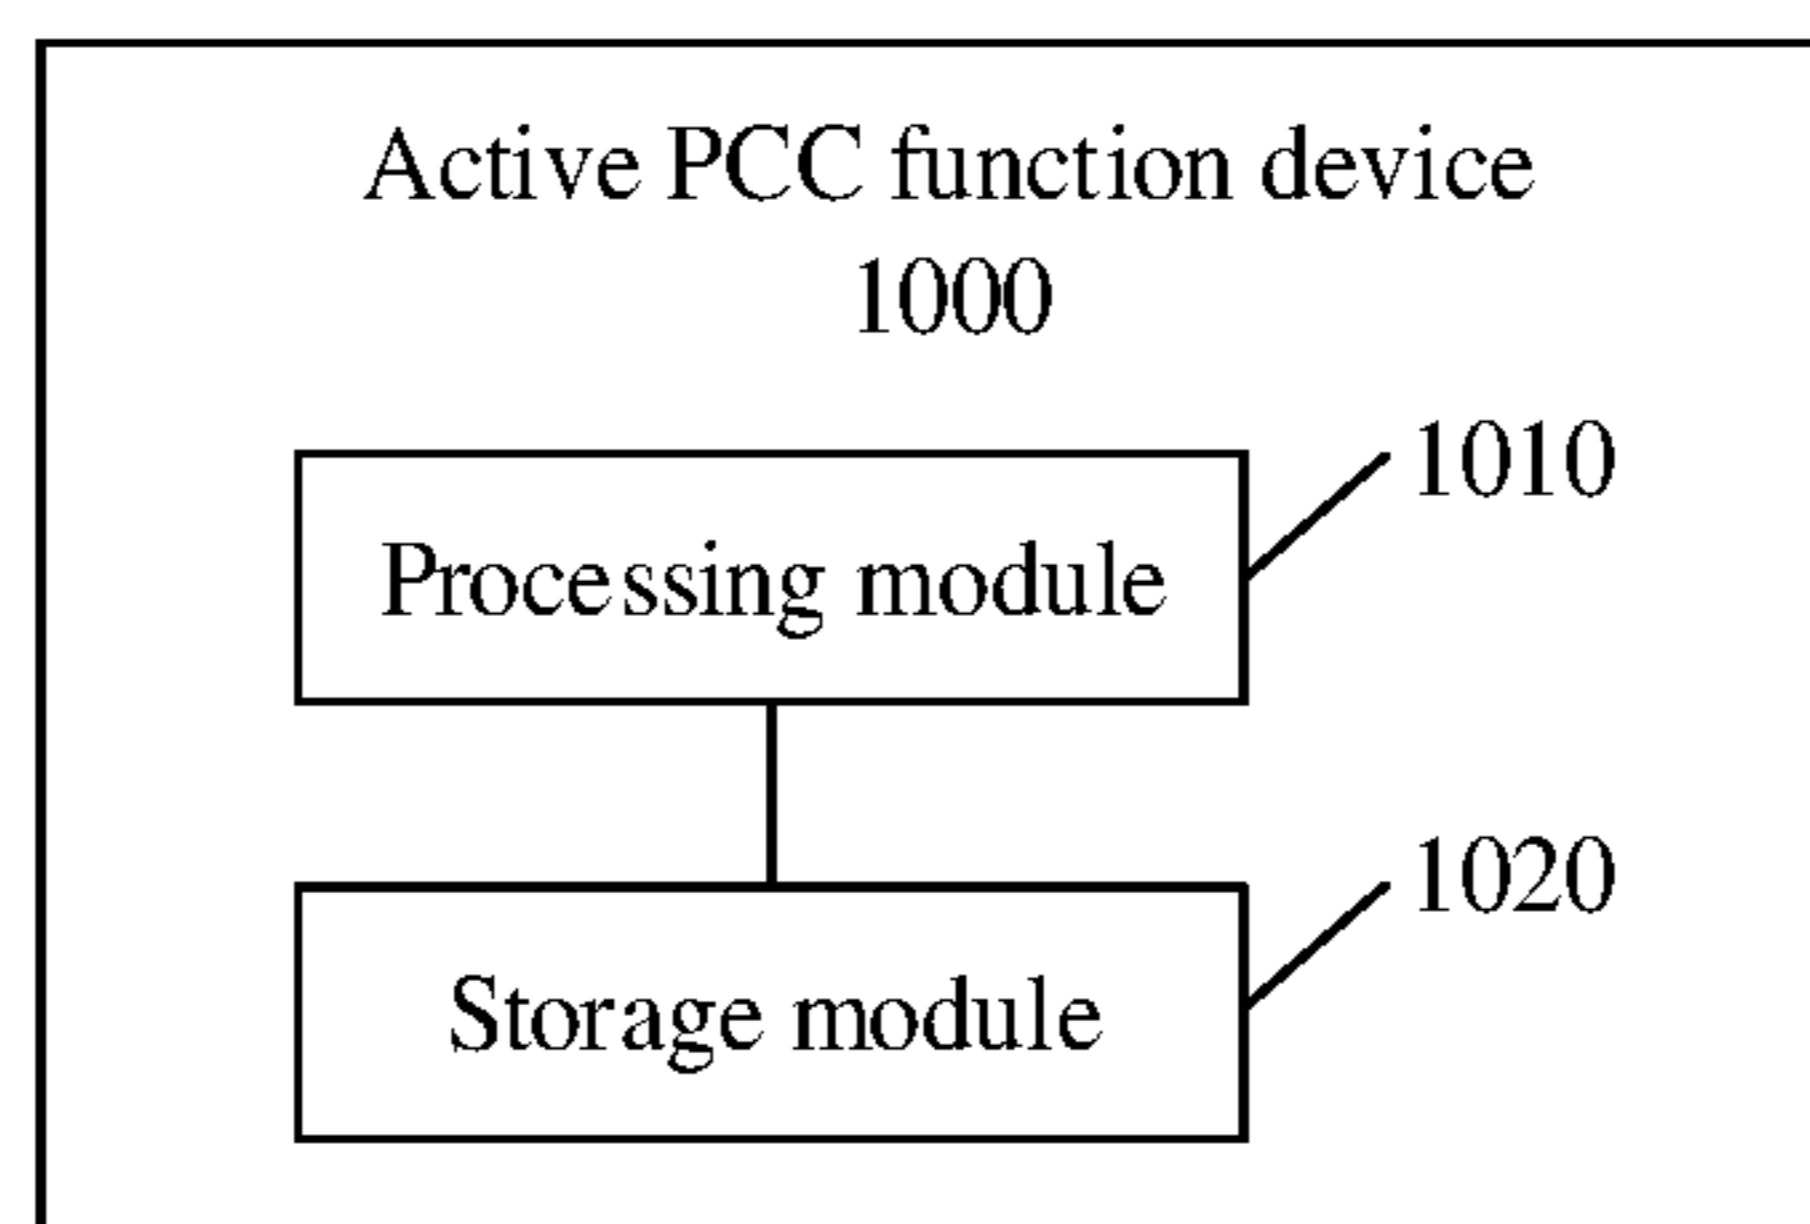 Active PCC function device
1000
1010
Processing module
1020
Storage module